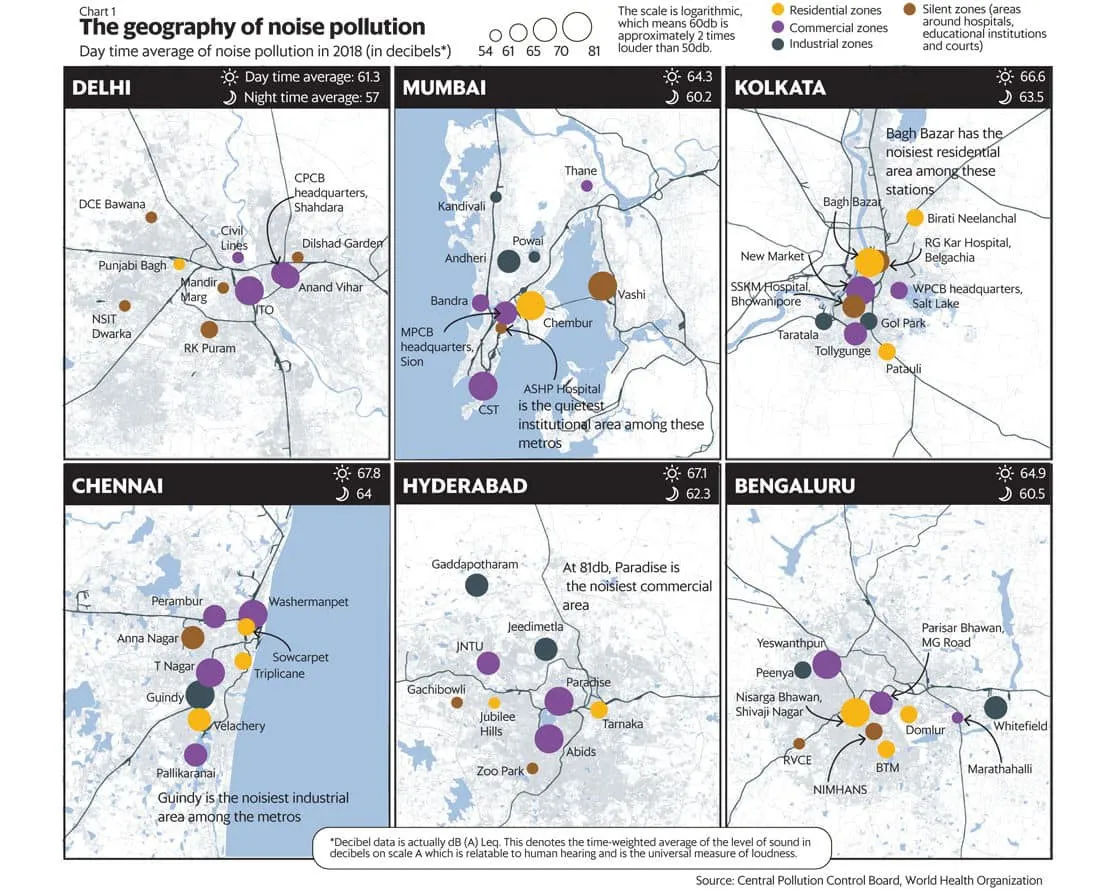 Chart 1
The geography of noise pollution
Day time average of noise pollution in 2018 (in decibels*)
54 61 65 70 81
The scale is logarithmic,
which means 60db is
approximately 2 times
louder than 50db.
Residential zones
Commercial zones
Industrial zones
Silent zones (areas
around hospitals,
educational institutions
and courts)
DELHI
Day time average: 61.3
Night time average: 57
CPCB
headquarters,
Shahdara
DCE Bawana
Civil
Lines
Dilshad Garden
Punjabi Bagh
Mandir
Marg
Anand Vihar
ITO
NSIT
Dwarka
RK Puram
MUMBAI
64.3
60.2
Thane
Kandivali
Powai
Andheri
Bandra
Vashi
Chembur
MPCB
headquarters,
Sion
CST
ASHP Hospital
is the quietest
institutional area among these
metros
KOLKATA
66.6
63.5
Bagh Bazar has the
noisiest residential
area among these
stations
Bagh Bazar
Birati Neelanchal
RG Kar Hospital,
Belgachia
New Market
SSKM Hospital,
Bhowanipore
WPCB headquarters,
Salt Lake
Taratala
Gol Park
Tollygunge
Patauli
CHENNAI
67.8
64
Perambur
Washermanpet
Anna Nagar
Sowcarpet
T Nagar
Triplicane
Guindy
Velachery
Pallikaranai
Guindy is the noisiest industrial
area among the metros
HYDERABAD
67.1
62.3
Gaddapotharam
At 81db, Paradise is
the noisiest commercial
area
Jeedimetla
JNTU
Paradise
Gachibowli
Jubilee
Hills
Tarnaka
Abids
Zoo Park
BENGALURU
64.9
60.5
Parisar Bhawan,
MG Road
Yeswanthpur
Peenya
Nisarga Bhawan,
Shivaji Nagar
Domlur
Whitefield
RVCE
BTM
Marathahalli
NIMHANS
*Decibel data is actually dB (A) Leq. This denotes the time-weighted average of the level of sound in
decibels on scale A which is relatable to human hearing and is the universal measure of loudness.
Source: Central Pollution Control Board, World Health Organization